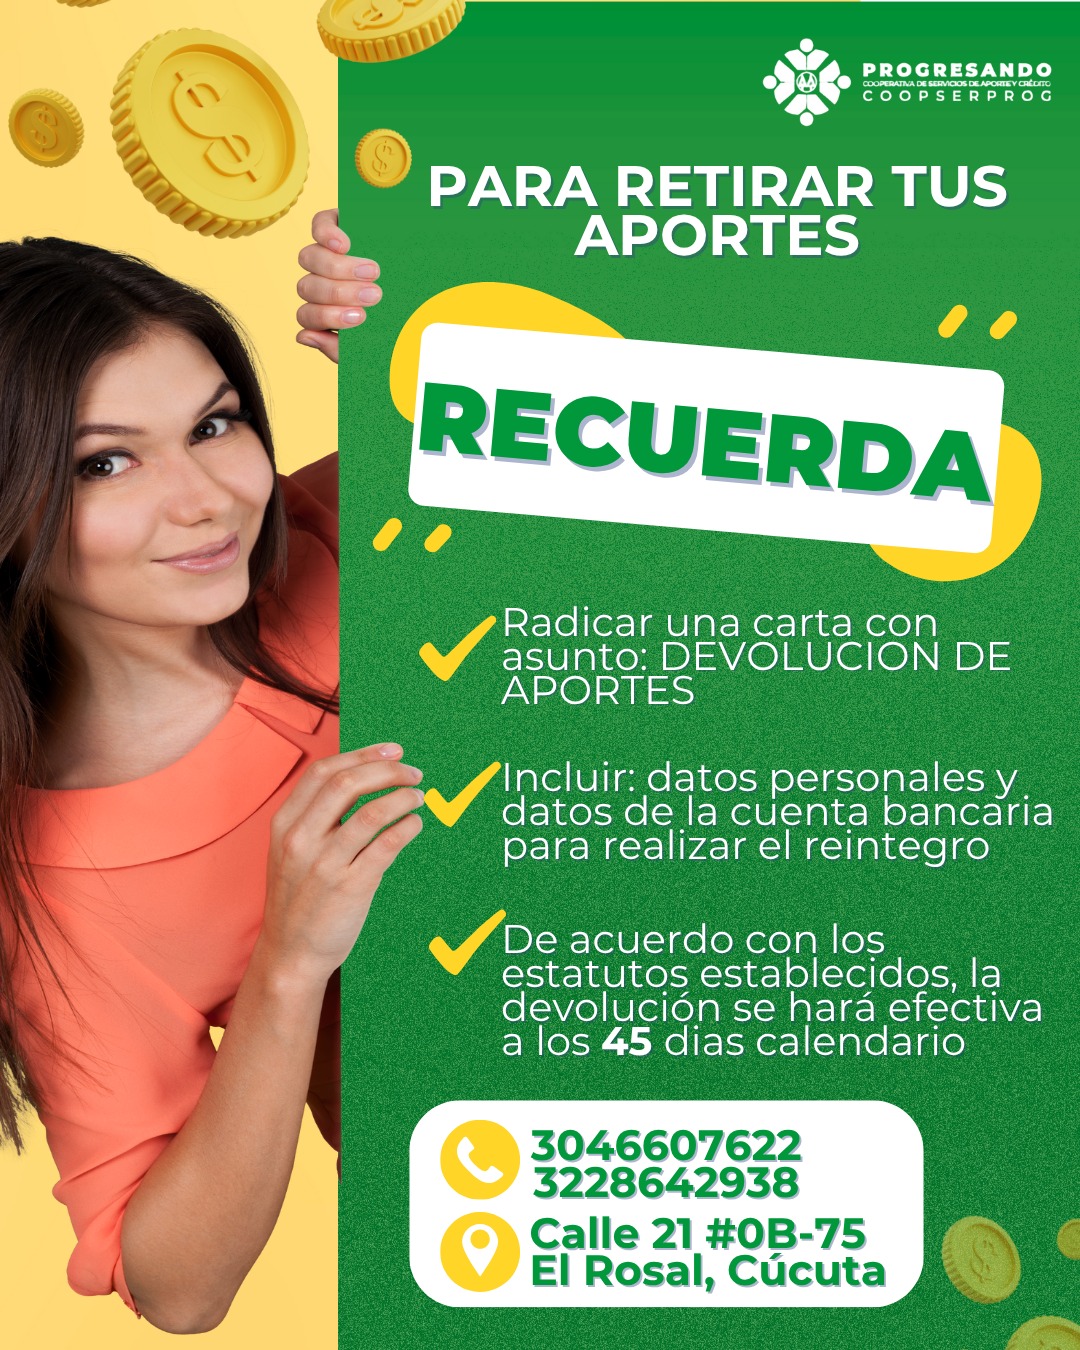 PROGRESANDO
COOPERATIVA DE SERVICIOS DE APORTE Y CRÉDITO
COOPSERPROG
PARA RETIRAR TUS
APORTES
RECUERDA
Radicar una carta con
asunto: DEVOLUCION DE
APORTES
Incluir: datos personales y
datos de la cuenta bancaria
para realizar el reintegro
De acuerdo con los
estatutos establecidos, la
devolución se hará efectiva
a los 45 dias calendario
3046607622
3228642938
Calle 21 #0B-75
El Rosal, Cúcuta